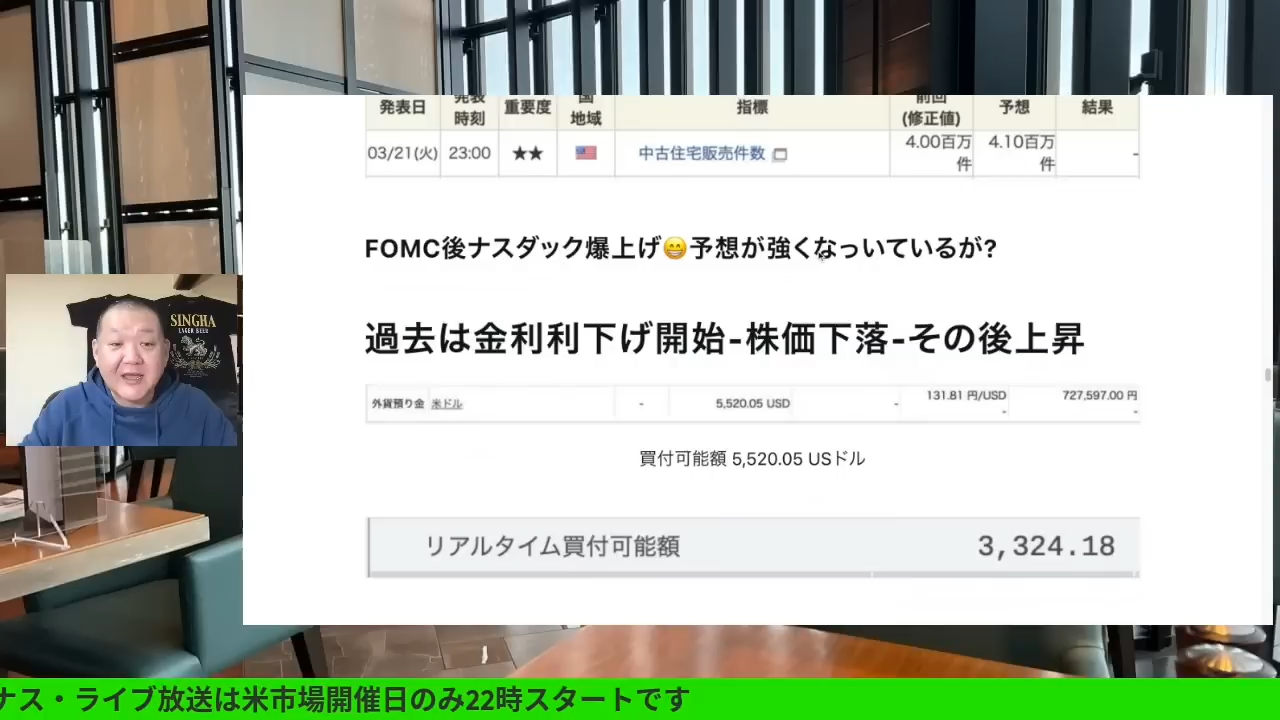 発表日 発表時刻 重要度 国地域 指標 前回(修正値) 予想 結果
03/21(火) 23:00 ★★ 中古住宅販売件数 4.00百万件 4.10百万件 -
FOMC後ナスダック爆上げ😁予想が強くなっいているが?
過去は金利利下げ開始-株価下落-その後上昇
外貨預り金 米ドル - 5,520.05 USD - 131.81 円/USD - 727,597.00 円 -
買付可能額 5,520.05 USドル
リアルタイム買付可能額 3,324.18
SINGHA
LAGER BEER
ナス・ライブ放送は米市場開催日のみ22時スタートです